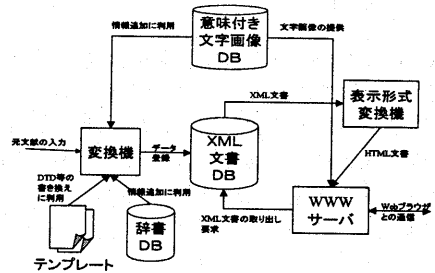 意味付き
文字画像
DB
情報追加に利用
文字画像の提供
XML文書
表示形式
変換機
元文献の入力
変換機
データ
登録
XML
文書
DB
HTML文書
DTD等の
書き換え
に利用
情報追加に利用
辞書
DB
テンプレート
XML文書の取り出し
要求
WWW
サーバ
Webブラウザ
との通信